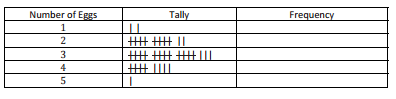 Number of Eggs Tally Frequency
1 ||
2 𝍸 𝍸 ||
3 𝍸 𝍸 𝍸 |||
4 𝍸 ||||
5 |